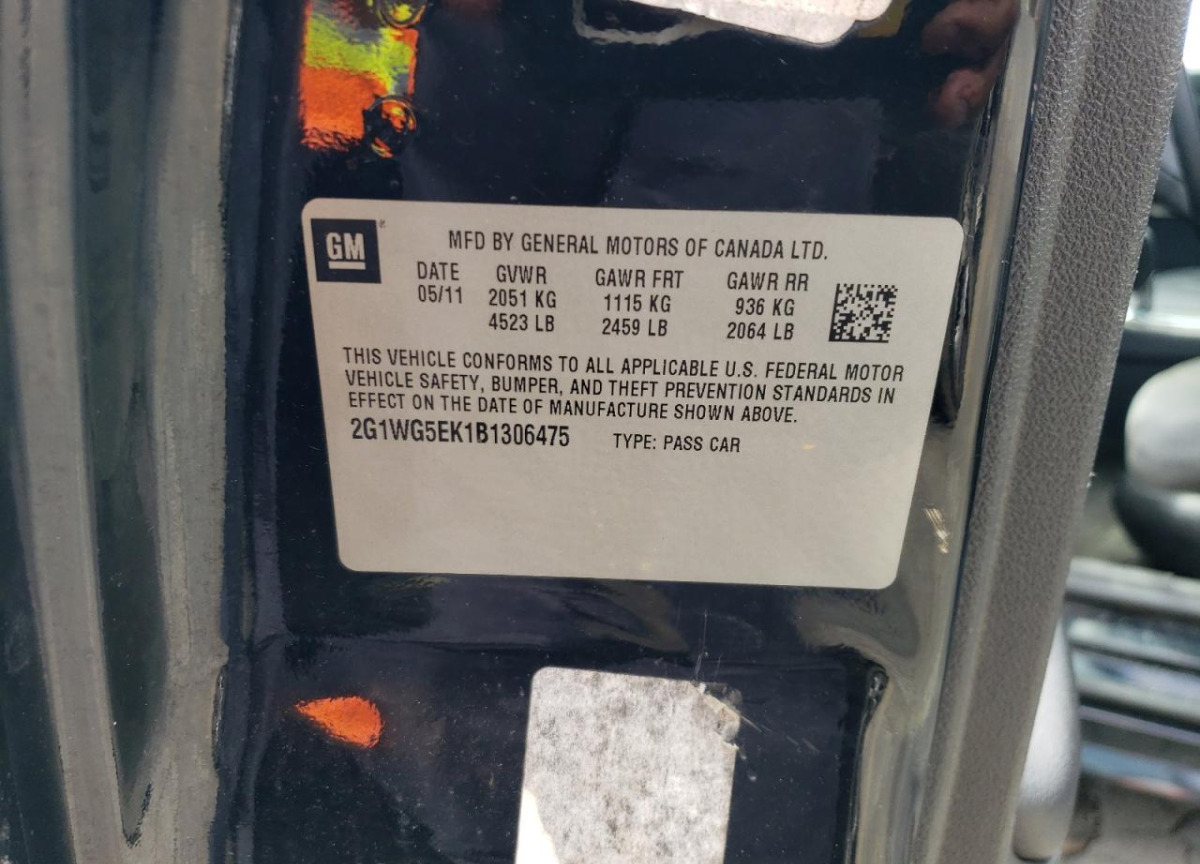 GM ®
MFD BY GENERAL MOTORS OF CANADA LTD.
DATE GVWR GAWR FRT GAWR RR
05/11 2051 KG 1115 KG 936 KG
4523 LB 2459 LB 2064 LB
THIS VEHICLE CONFORMS TO ALL APPLICABLE U.S. FEDERAL MOTOR
VEHICLE SAFETY, BUMPER, AND THEFT PREVENTION STANDARDS IN
EFFECT ON THE DATE OF MANUFACTURE SHOWN ABOVE.
2G1WG5EK1B1306475 TYPE: PASS CAR